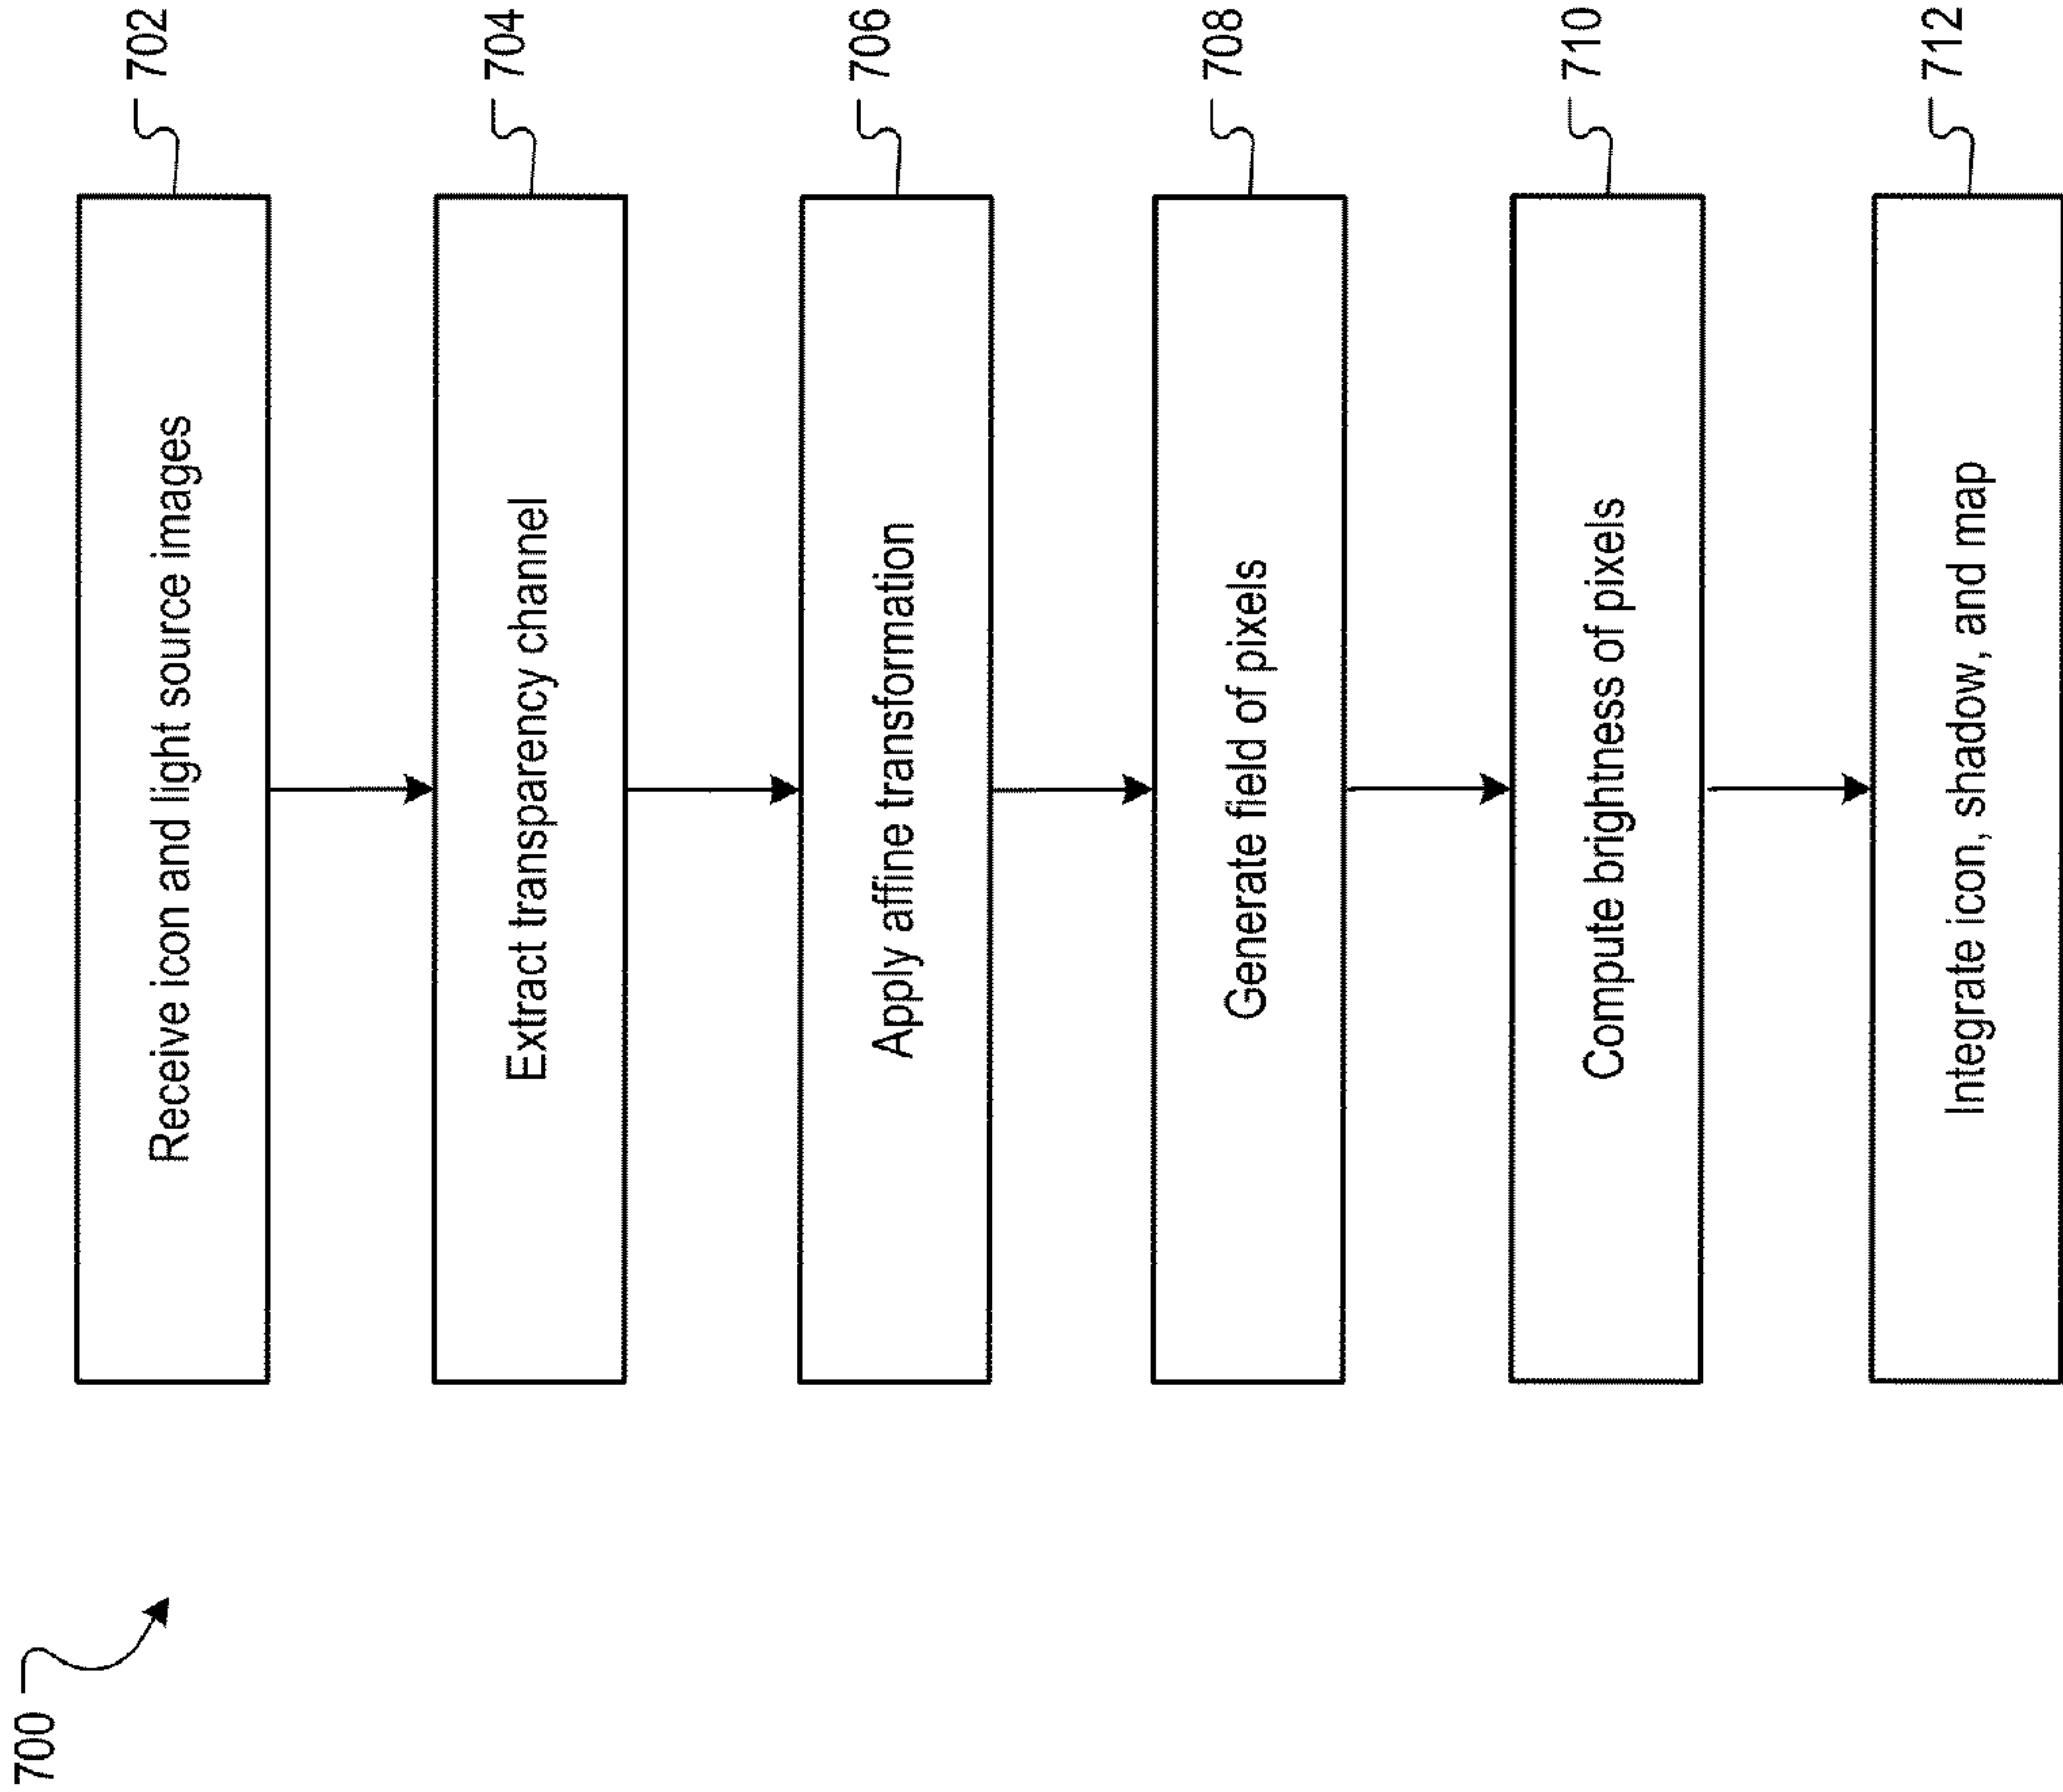 700
Receive icon and light source images
702
Extract transparency channel
704
Apply affine transformation
706
Generate field of pixels
708
Compute brightness of pixels
710
Integrate icon, shadow, and map
712